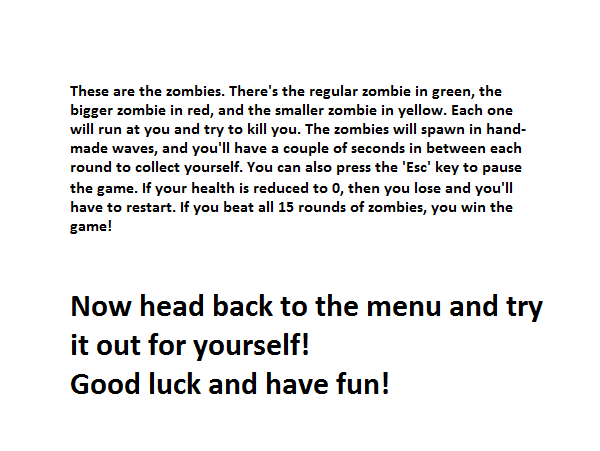 These are the zombies. There's the regular zombie in green, the
bigger zombie in red, and the smaller zombie in yellow. Each one
will run at you and try to kill you. The zombies will spawn in hand-
made waves, and you'll have a couple of seconds in between each
round to collect yourself. You can also press the 'Esc' key to pause
the game. If your health is reduced to 0, then you lose and you'll
have to restart. If you beat all 15 rounds of zombies, you win the
game!
Now head back to the menu and try
it out for yourself!
Good luck and have fun!